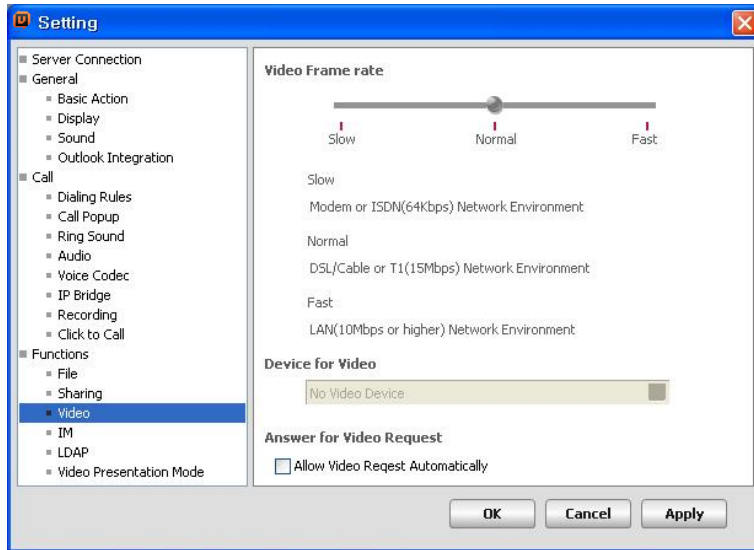 Setting
Server Connection
General
Basic Action
Display
Sound
Outlook Integration
Call
Dialing Rules
Call Popup
Ring Sound
Audio
Voice Codec
IP Bridge
Recording
Click to Call
Functions
File
Sharing
Video
IM
LDAP
Video Presentation Mode
Video Frame rate
Slow Normal Fast
Slow
Modem or ISDN(64Kbps) Network Environment
Normal
DSL/Cable or T1(15Mbps) Network Environment
Fast
LAN(10Mbps or higher) Network Environment
Device for Video
No Video Device
Answer for Video Request
Allow Video Reqest Automatically
OK Cancel Apply